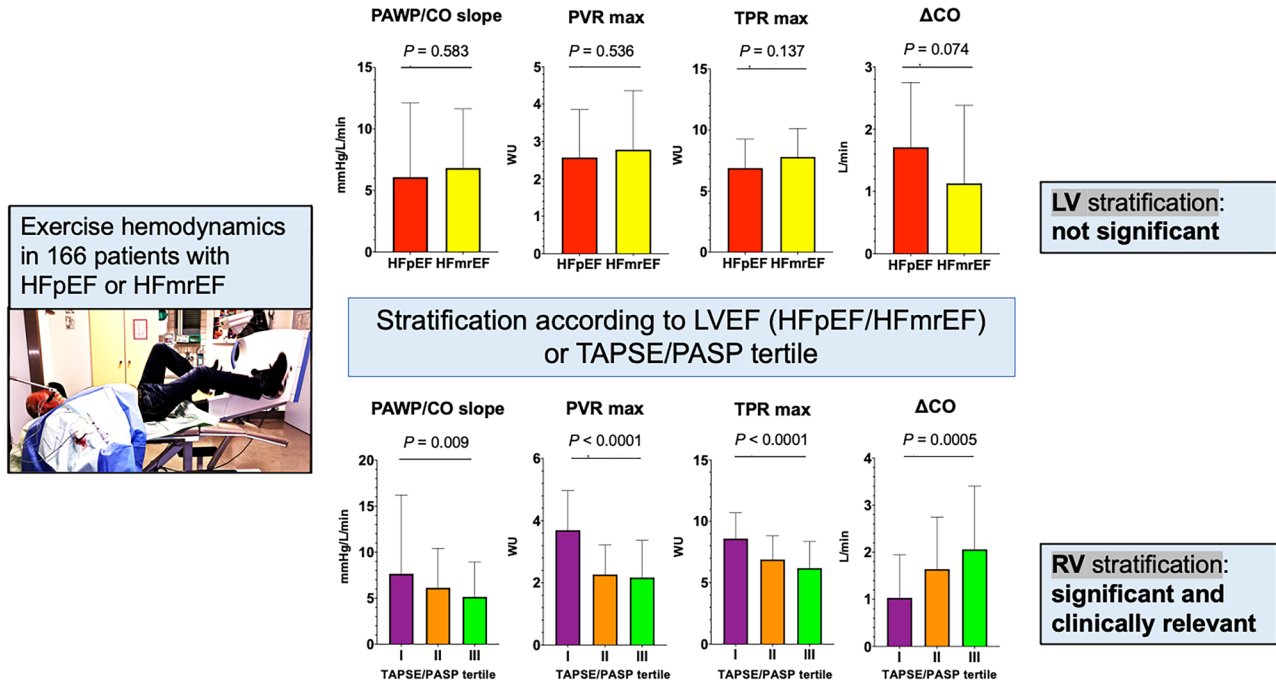 Exercise hemodynamics
in 166 patients with
HFpEF or HFmrEF
PAWP/CO slope
P = 0.583
mmHg/L/min
15
10
5
0
HFpEF HFmrEF
PVR max
P = 0.536
WU
5
4
3
2
1
0
HFpEF HFmrEF
TPR max
P = 0.137
WU
15
10
5
0
HFpEF HFmrEF
ΔCO
P = 0.074
L/min
3
2
1
0
HFpEF HFmrEF
LV stratification:
not significant
Stratification according to LVEF (HFpEF/HFmrEF)
or TAPSE/PASP tertile
PAWP/CO slope
P = 0.009
mmHg/L/min
20
15
10
5
0
I II III
TAPSE/PASP tertile
PVR max
P < 0.0001
WU
6
4
2
0
I II III
TAPSE/PASP tertile
TPR max
P < 0.0001
WU
15
10
5
0
I II III
TAPSE/PASP tertile
ΔCO
P = 0.0005
L/min
4
3
2
1
0
I II III
TAPSE/PASP tertile
RV stratification:
significant and
clinically relevant